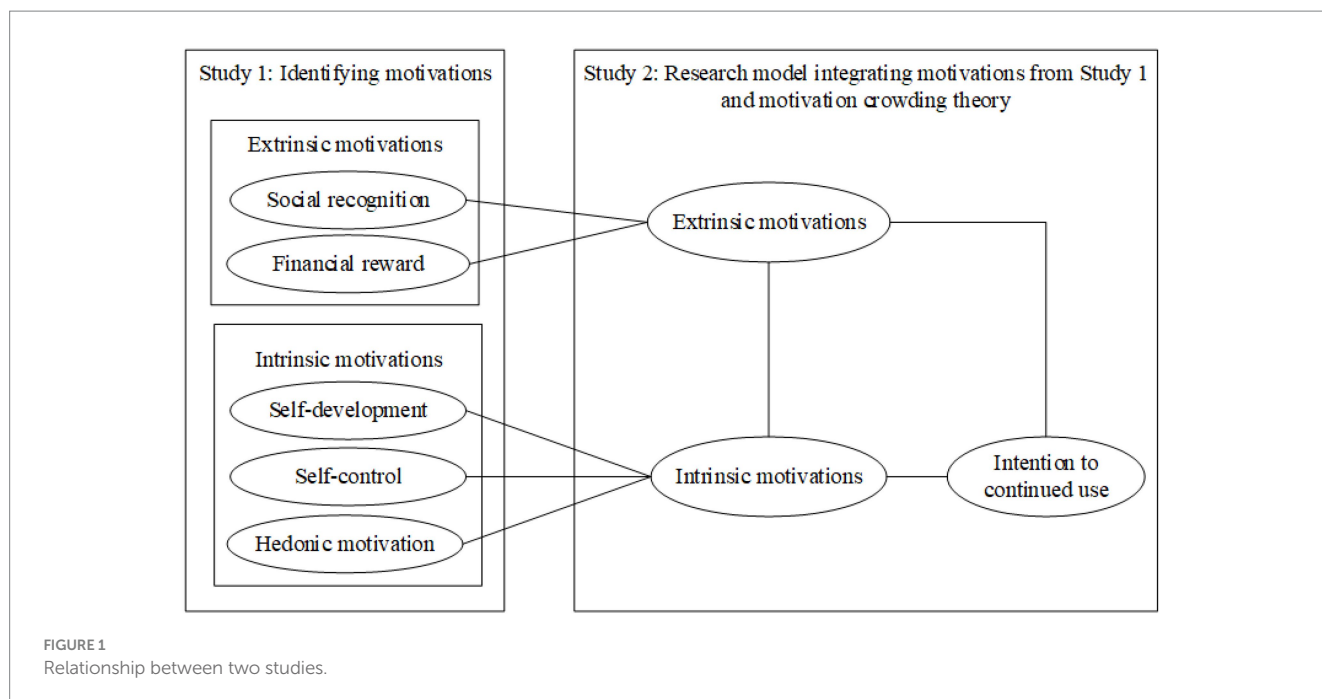 Study 1: Identifying motivations
Extrinsic motivations
Social recognition
Financial reward
Intrinsic motivations
Self-development
Self-control
Hedonic motivation
Study 2: Research model integrating motivations from Study 1
and motivation crowding theory
Extrinsic motivations
Intrinsic motivations
Intention to
continued use
FIGURE 1
Relationship between two studies.